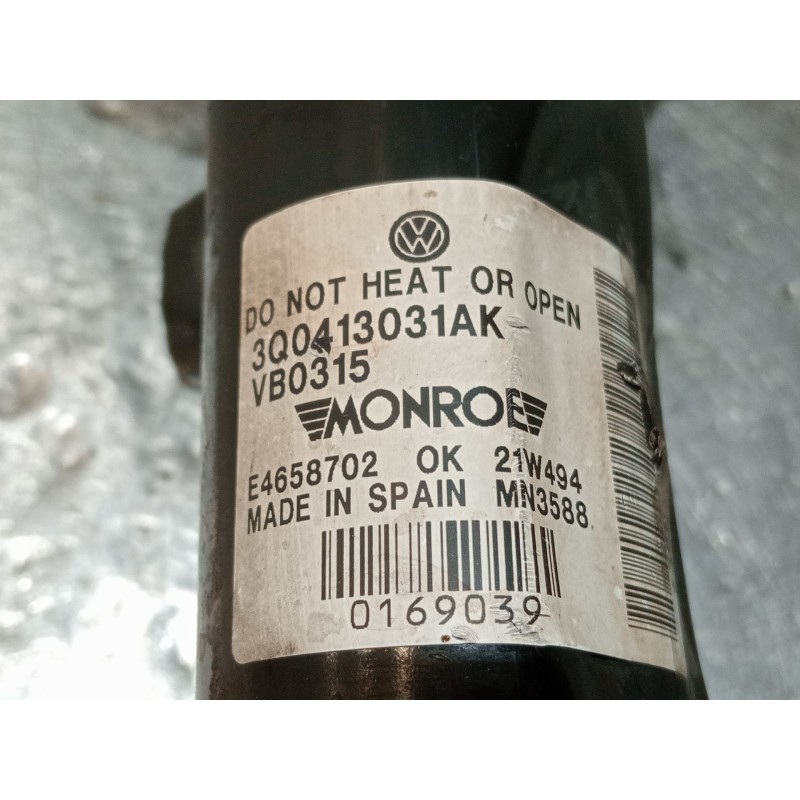 DO NOT HEAT OR OPEN
3Q0413031AK
VB0315
MONROE
E4658702 OK 21W494
MADE IN SPAIN MN3588
0169039